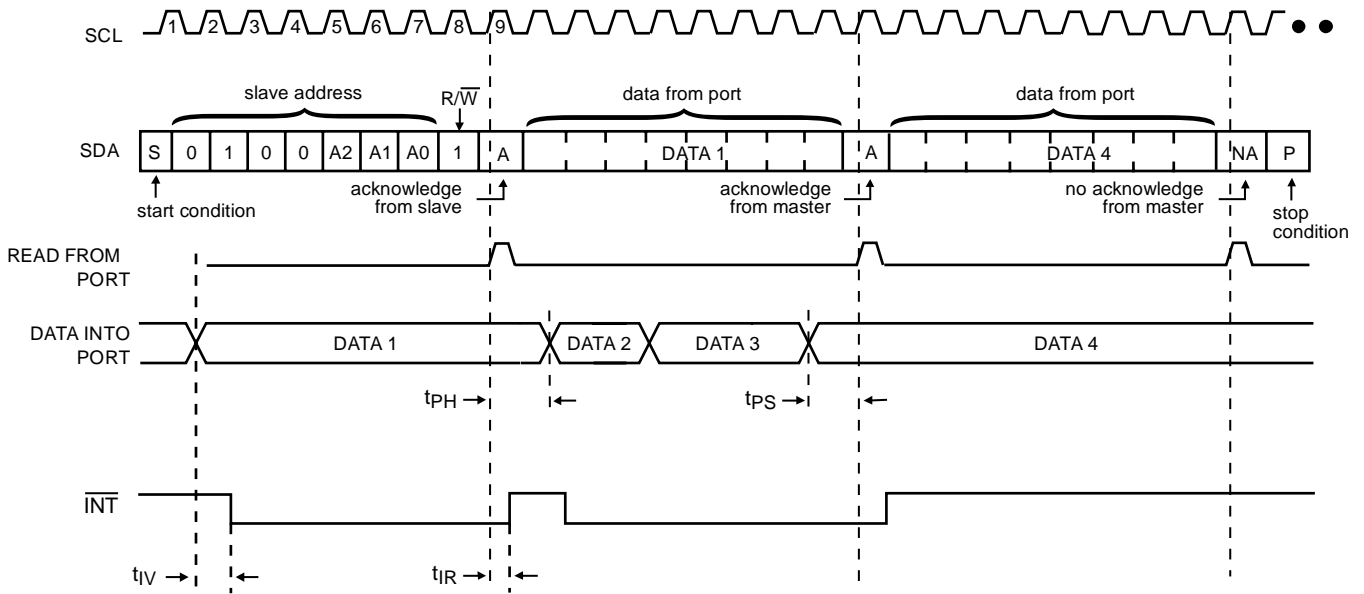 SCL 1 2 3 4 5 6 7 8 9
slave address R/W̅ data from port data from port
SDA S 0 1 0 0 A2 A1 A0 1 A DATA 1 A DATA 4 NA P
start condition
acknowledge
from slave
acknowledge
from master
no acknowledge
from master
stop
condition
READ FROM
PORT
DATA INTO
PORT
DATA 1 DATA 2 DATA 3 DATA 4
tPH tPS
I̅N̅T̅
tIV tIR